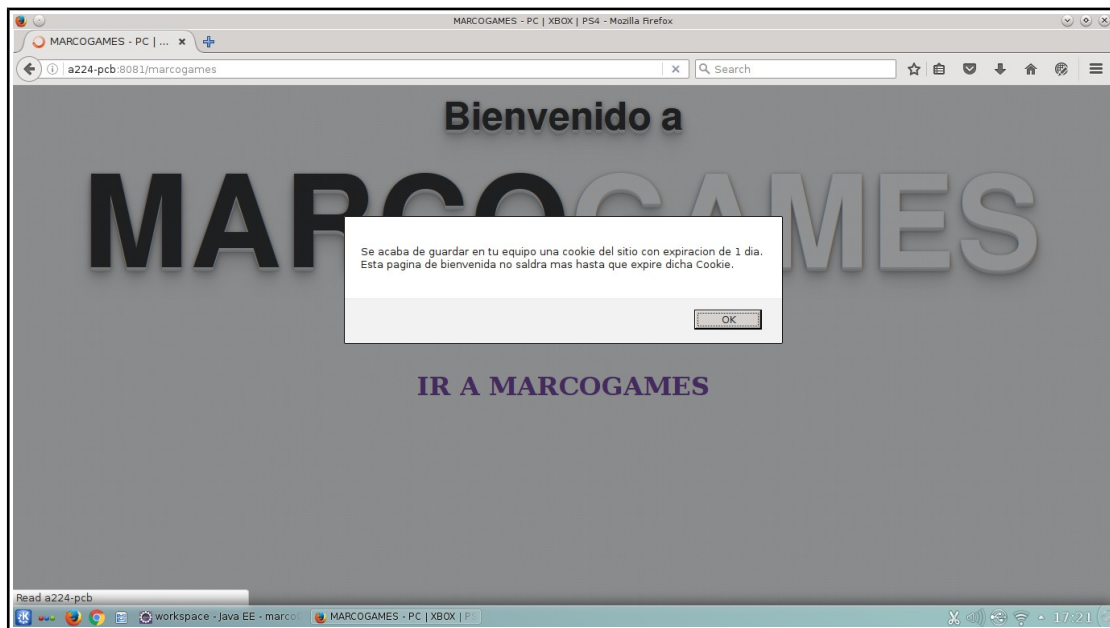 MARCOGAMES - PC | XBOX | PS4 - Mozilla Firefox
MARCOGAMES - PC | ...
a224-pcb:8081/marcogames
Search
Bienvenido a
MARCOGAMES
Se acaba de guardar en tu equipo una cookie del sitio con expiracion de 1 dia.
Esta pagina de bienvenida no saldra mas hasta que expire dicha Cookie.
OK
IR A MARCOGAMES
Read a224-pcb
workspace - Java EE - marco
MARCOGAMES - PC | XBOX | P
17:21